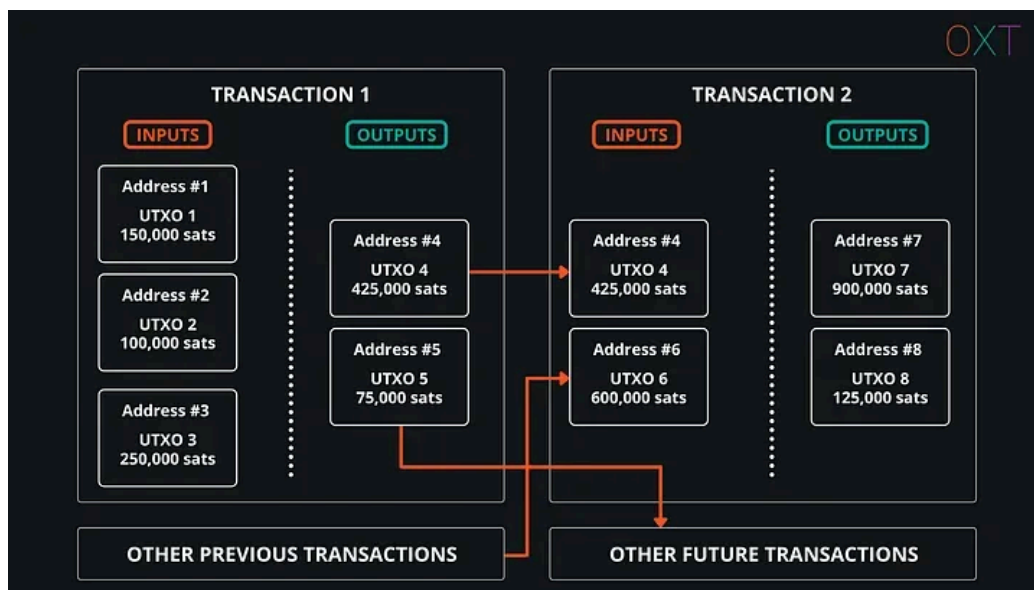 OXT
TRANSACTION 1
INPUTS
OUTPUTS
Address #1
UTXO 1
150,000 sats
Address #2
UTXO 2
100,000 sats
Address #3
UTXO 3
250,000 sats
Address #4
UTXO 4
425,000 sats
Address #5
UTXO 5
75,000 sats
TRANSACTION 2
INPUTS
OUTPUTS
Address #4
UTXO 4
425,000 sats
Address #6
UTXO 6
600,000 sats
Address #7
UTXO 7
900,000 sats
Address #8
UTXO 8
125,000 sats
OTHER PREVIOUS TRANSACTIONS
OTHER FUTURE TRANSACTIONS